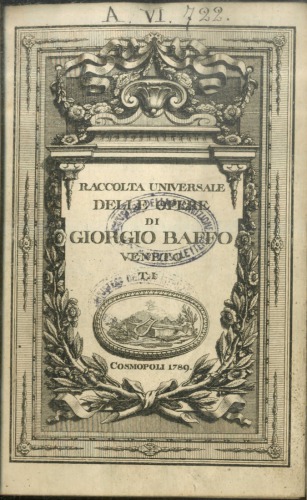 A. VI. 722.
RACCOLTA UNIVERSALE
DELLE OPERE
DI
GIORGIO BAFFO
VENETO
T. I
COSMOPOLI 1789.